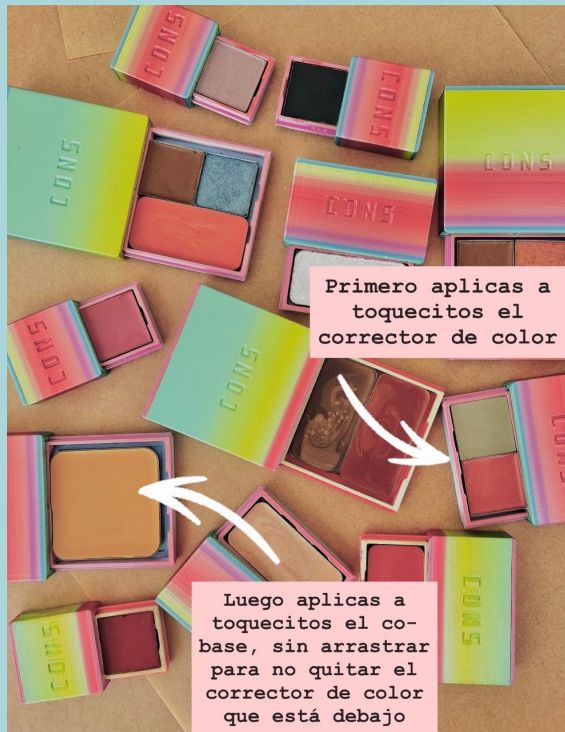 CONS
CONS
CONS
CONS
CONS
Primero aplicas a
toquecitos el
corrector de color
CONS
CONS
CONS
Luego aplicas a
toquecitos el co-
base, sin arrastrar
para no quitar el
corrector de color
que está debajo
CONS
CONS